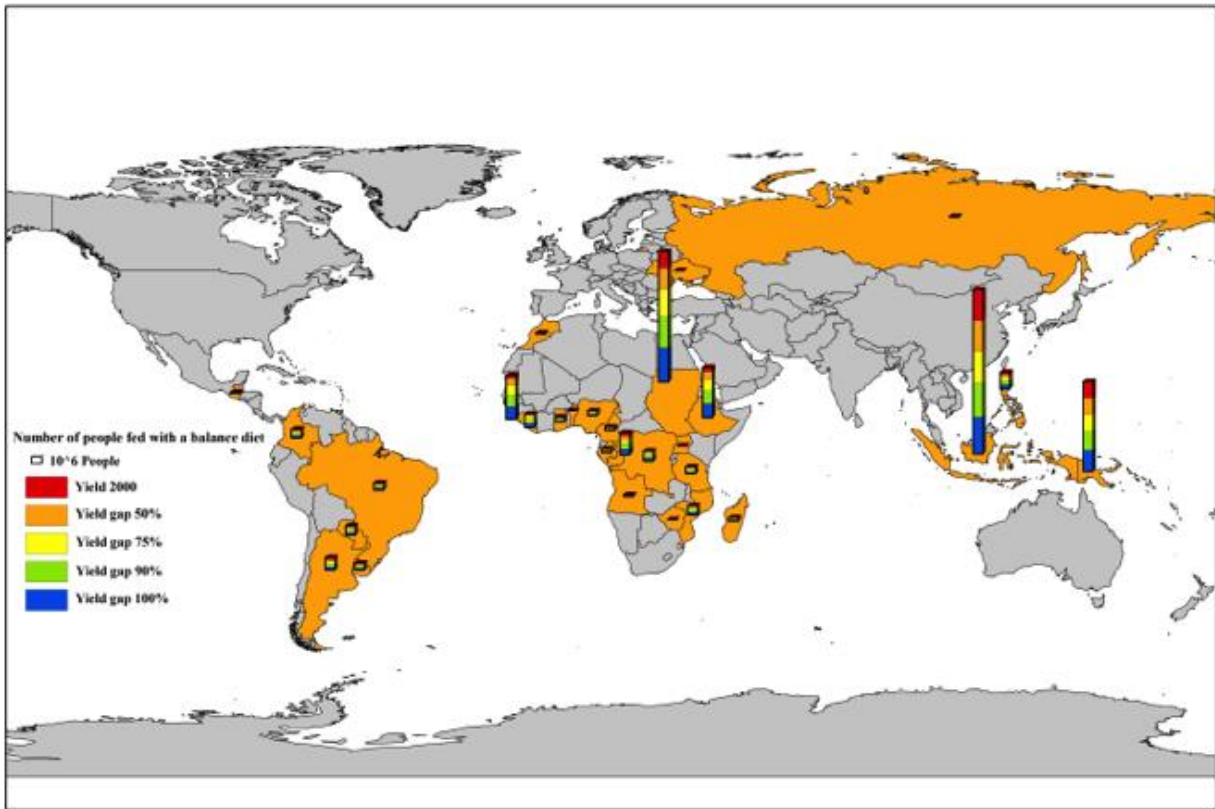 Number of people fed with a balance diet
10^6 People
Yield 2000
Yield gap 50%
Yield gap 75%
Yield gap 90%
Yield gap 100%